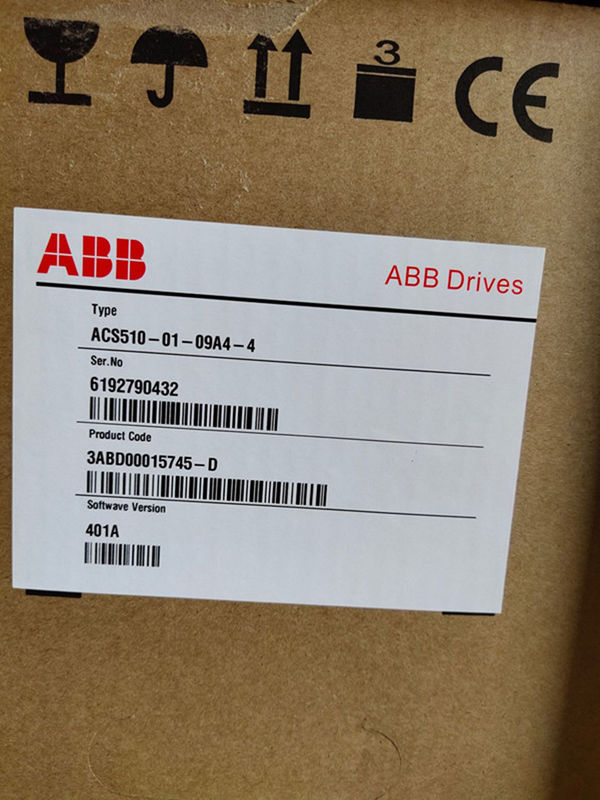 3
CE
ABB
ABB Drives
Type
ACS510-01-09A4-4
Ser.No
6192790432
Product Code
3ABD00015745-D
Softwave Version
401A